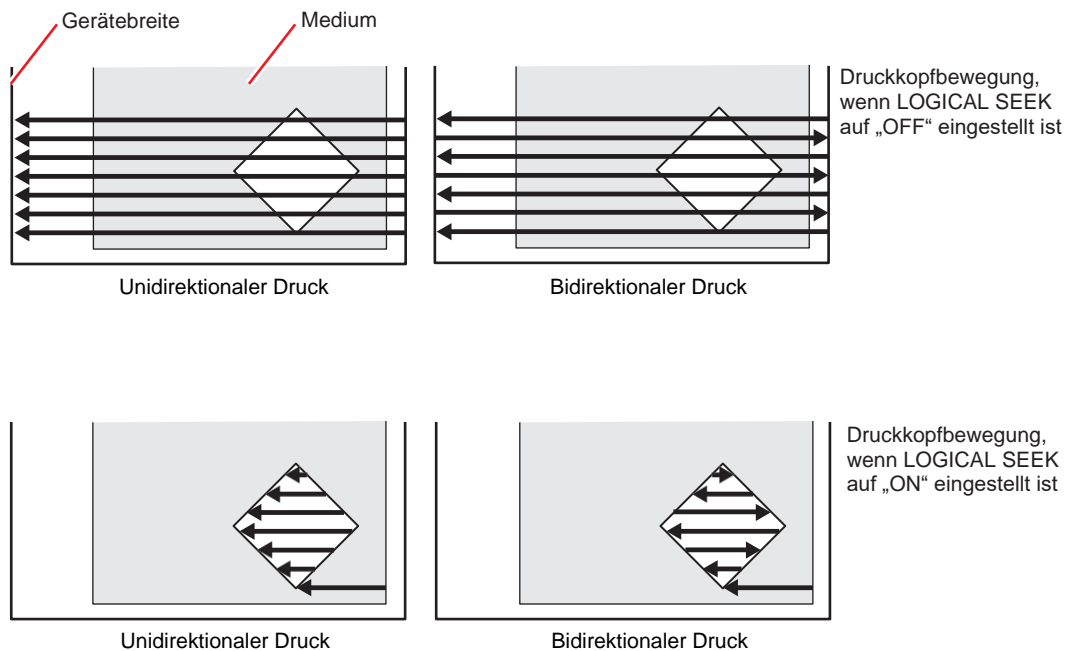 Gerätebreite
Medium
Druckkopfbewegung,
wenn LOGICAL SEEK
auf „OFF“ eingestellt ist
Unidirektionaler Druck
Bidirektionaler Druck
Druckkopfbewegung,
wenn LOGICAL SEEK
auf „ON“ eingestellt ist
Unidirektionaler Druck
Bidirektionaler Druck